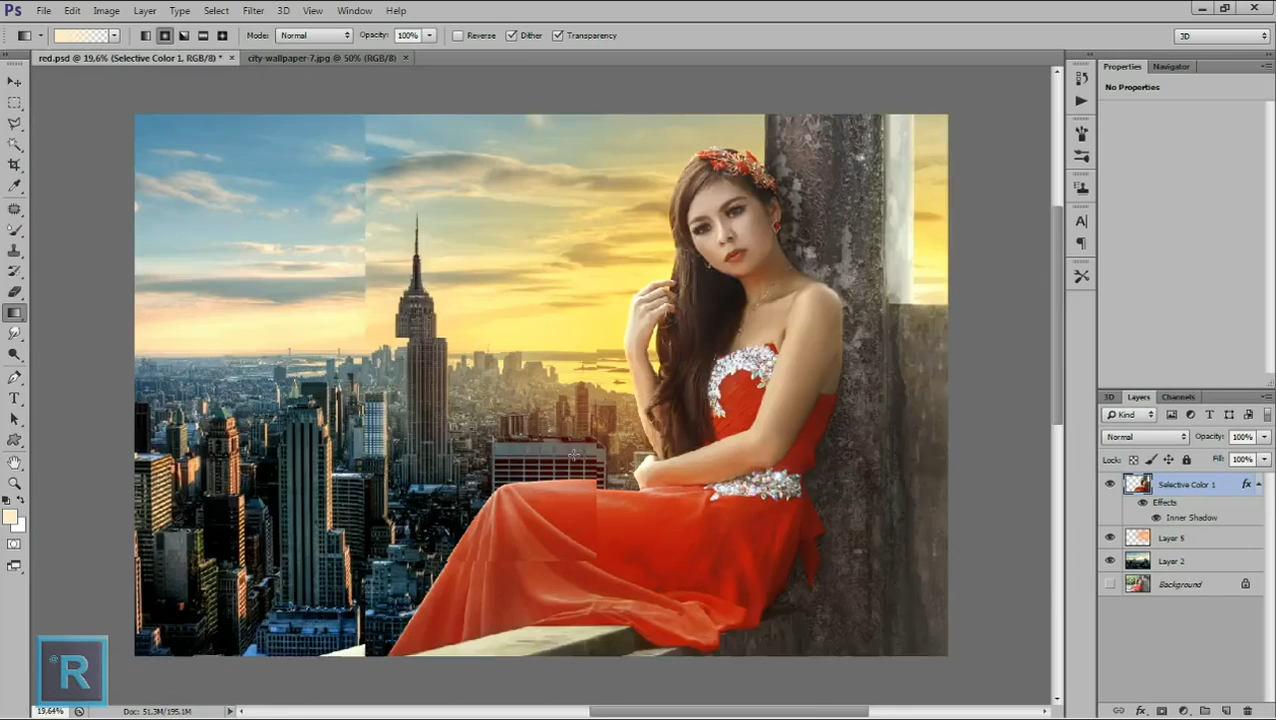 Ps File Edit Image Layer Type Select Filter 3D View Window Help
Mode: Normal Opacity: 100% Reverse Dither Transparency 3D
red.psd @ 19,6% (Selective Color 1, RGB/8) * × city-wallpaper-7.jpg @ 50% (RGB/8) ×
Properties Navigator
No Properties
3D Layers Channels
Kind
Normal Opacity: 100%
Lock: Fill: 100%
Selective Color 1 fx
Effects
Inner Shadow
Layer 5
Layer 2
Background
R
19,64% Doc: 51,3M/195,1M